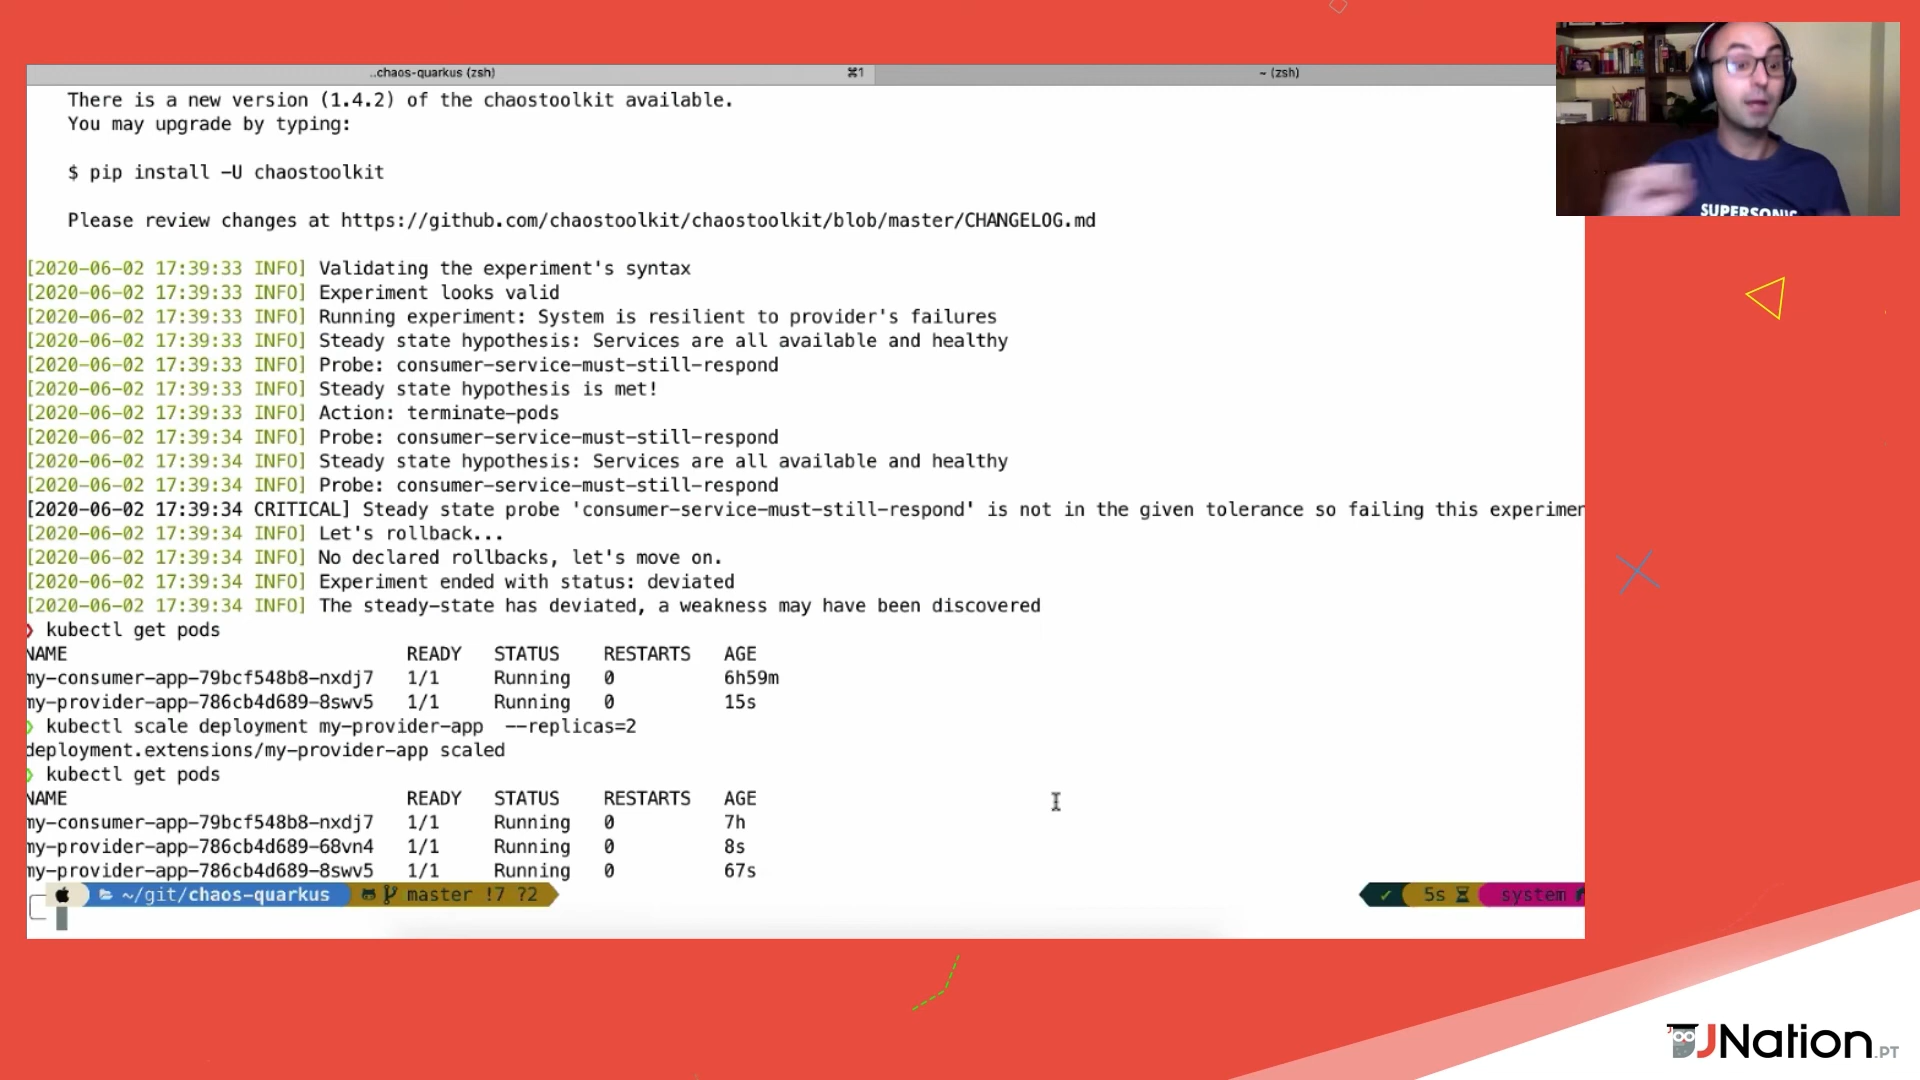 ..chaos-quarkus (zsh)
⌘1
~ (zsh)
There is a new version (1.4.2) of the chaostoolkit available.
You may upgrade by typing:
$ pip install -U chaostoolkit
Please review changes at https://github.com/chaostoolkit/chaostoolkit/blob/master/CHANGELOG.md
[2020-06-02 17:39:33 INFO] Validating the experiment's syntax
[2020-06-02 17:39:33 INFO] Experiment looks valid
[2020-06-02 17:39:33 INFO] Running experiment: System is resilient to provider's failures
[2020-06-02 17:39:33 INFO] Steady state hypothesis: Services are all available and healthy
[2020-06-02 17:39:33 INFO] Probe: consumer-service-must-still-respond
[2020-06-02 17:39:33 INFO] Steady state hypothesis is met!
[2020-06-02 17:39:33 INFO] Action: terminate-pods
[2020-06-02 17:39:34 INFO] Probe: consumer-service-must-still-respond
[2020-06-02 17:39:34 INFO] Steady state hypothesis: Services are all available and healthy
[2020-06-02 17:39:34 INFO] Probe: consumer-service-must-still-respond
[2020-06-02 17:39:34 CRITICAL] Steady state probe 'consumer-service-must-still-respond' is not in the given tolerance so failing this experimen
[2020-06-02 17:39:34 INFO] Let's rollback...
[2020-06-02 17:39:34 INFO] No declared rollbacks, let's move on.
[2020-06-02 17:39:34 INFO] Experiment ended with status: deviated
[2020-06-02 17:39:34 INFO] The steady-state has deviated, a weakness may have been discovered
❯ kubectl get pods
NAME READY STATUS RESTARTS AGE
my-consumer-app-79bcf548b8-nxdj7 1/1 Running 0 6h59m
my-provider-app-786cb4d689-8swv5 1/1 Running 0 15s
❯ kubectl scale deployment my-provider-app --replicas=2
deployment.extensions/my-provider-app scaled
❯ kubectl get pods
NAME READY STATUS RESTARTS AGE
my-consumer-app-79bcf548b8-nxdj7 1/1 Running 0 7h
my-provider-app-786cb4d689-68vn4 1/1 Running 0 8s
my-provider-app-786cb4d689-8swv5 1/1 Running 0 67s
~/git/chaos-quarkus master !7 ?2 ✓ 5s system
SUPERSONIC
JNation.PT